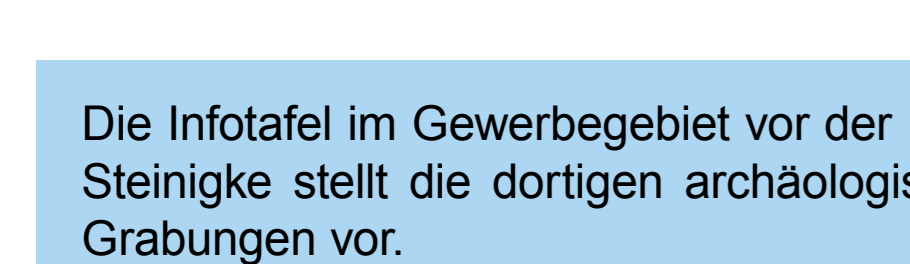 Die Infotafel im Gewerbegebiet vor der
Steinigke stellt die dortigen archäologis
Grabungen vor.